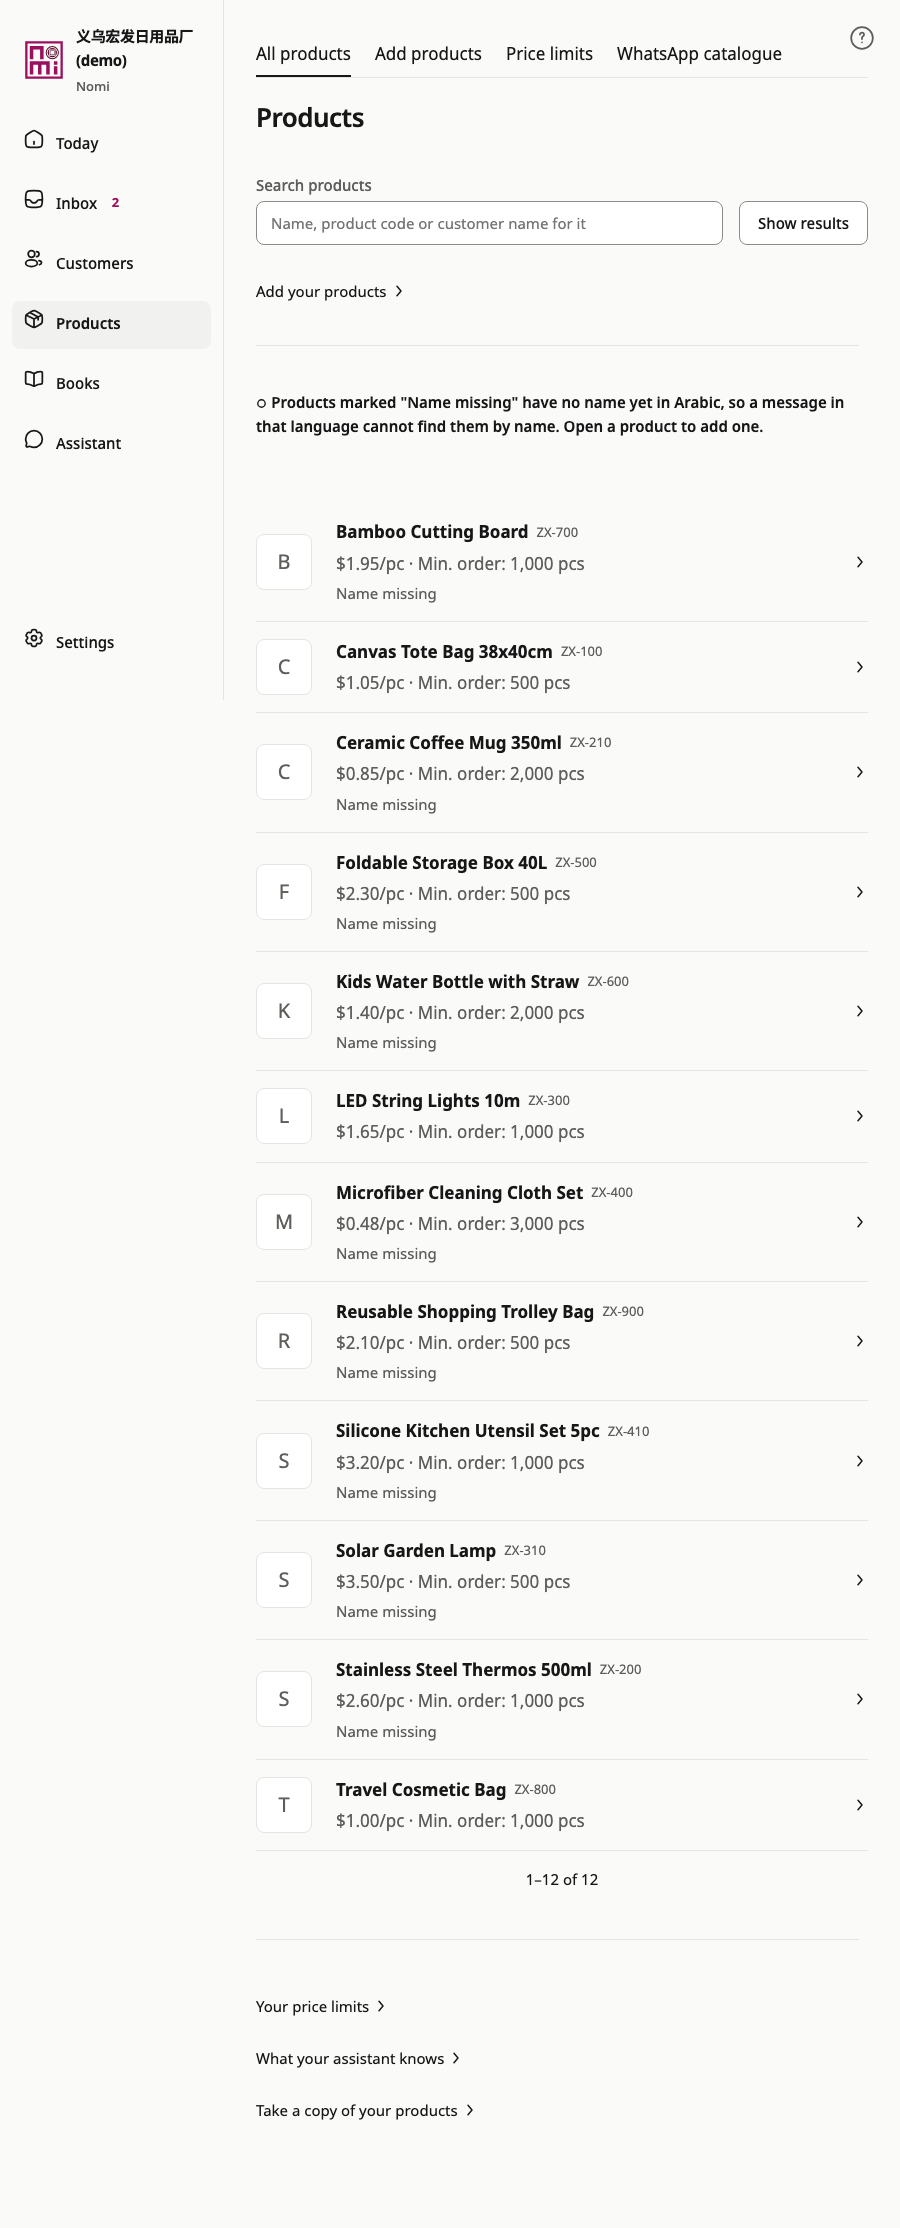 义乌宏发日用品厂
(demo)
Nomi
Today
Inbox 2
Customers
Products
Books
Assistant
Settings
All products Add products Price limits WhatsApp catalogue
Products
Search products
Name, product code or customer name for it
Show results
Add your products
Products marked "Name missing" have no name yet in Arabic, so a message in
that language cannot find them by name. Open a product to add one.
B
Bamboo Cutting Board ZX-700
$1.95/pc · Min. order: 1,000 pcs
Name missing
C
Canvas Tote Bag 38x40cm ZX-100
$1.05/pc · Min. order: 500 pcs
C
Ceramic Coffee Mug 350ml ZX-210
$0.85/pc · Min. order: 2,000 pcs
Name missing
F
Foldable Storage Box 40L ZX-500
$2.30/pc · Min. order: 500 pcs
Name missing
K
Kids Water Bottle with Straw ZX-600
$1.40/pc · Min. order: 2,000 pcs
Name missing
L
LED String Lights 10m ZX-300
$1.65/pc · Min. order: 1,000 pcs
M
Microfiber Cleaning Cloth Set ZX-400
$0.48/pc · Min. order: 3,000 pcs
Name missing
R
Reusable Shopping Trolley Bag ZX-900
$2.10/pc · Min. order: 500 pcs
Name missing
S
Silicone Kitchen Utensil Set 5pc ZX-410
$3.20/pc · Min. order: 1,000 pcs
Name missing
S
Solar Garden Lamp ZX-310
$3.50/pc · Min. order: 500 pcs
Name missing
S
Stainless Steel Thermos 500ml ZX-200
$2.60/pc · Min. order: 1,000 pcs
Name missing
T
Travel Cosmetic Bag ZX-800
$1.00/pc · Min. order: 1,000 pcs
1–12 of 12
Your price limits
What your assistant knows
Take a copy of your products